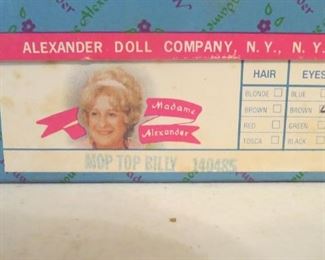 ALEXANDER DOLL COMPANY, N. Y., N. Y.
HAIR
EYES
Madame
Alexander
BLONDE
BLUE
BROWN
BROWN
RED
GREEN
TOSCA
BLACK
MOP TOP BILLY 140485